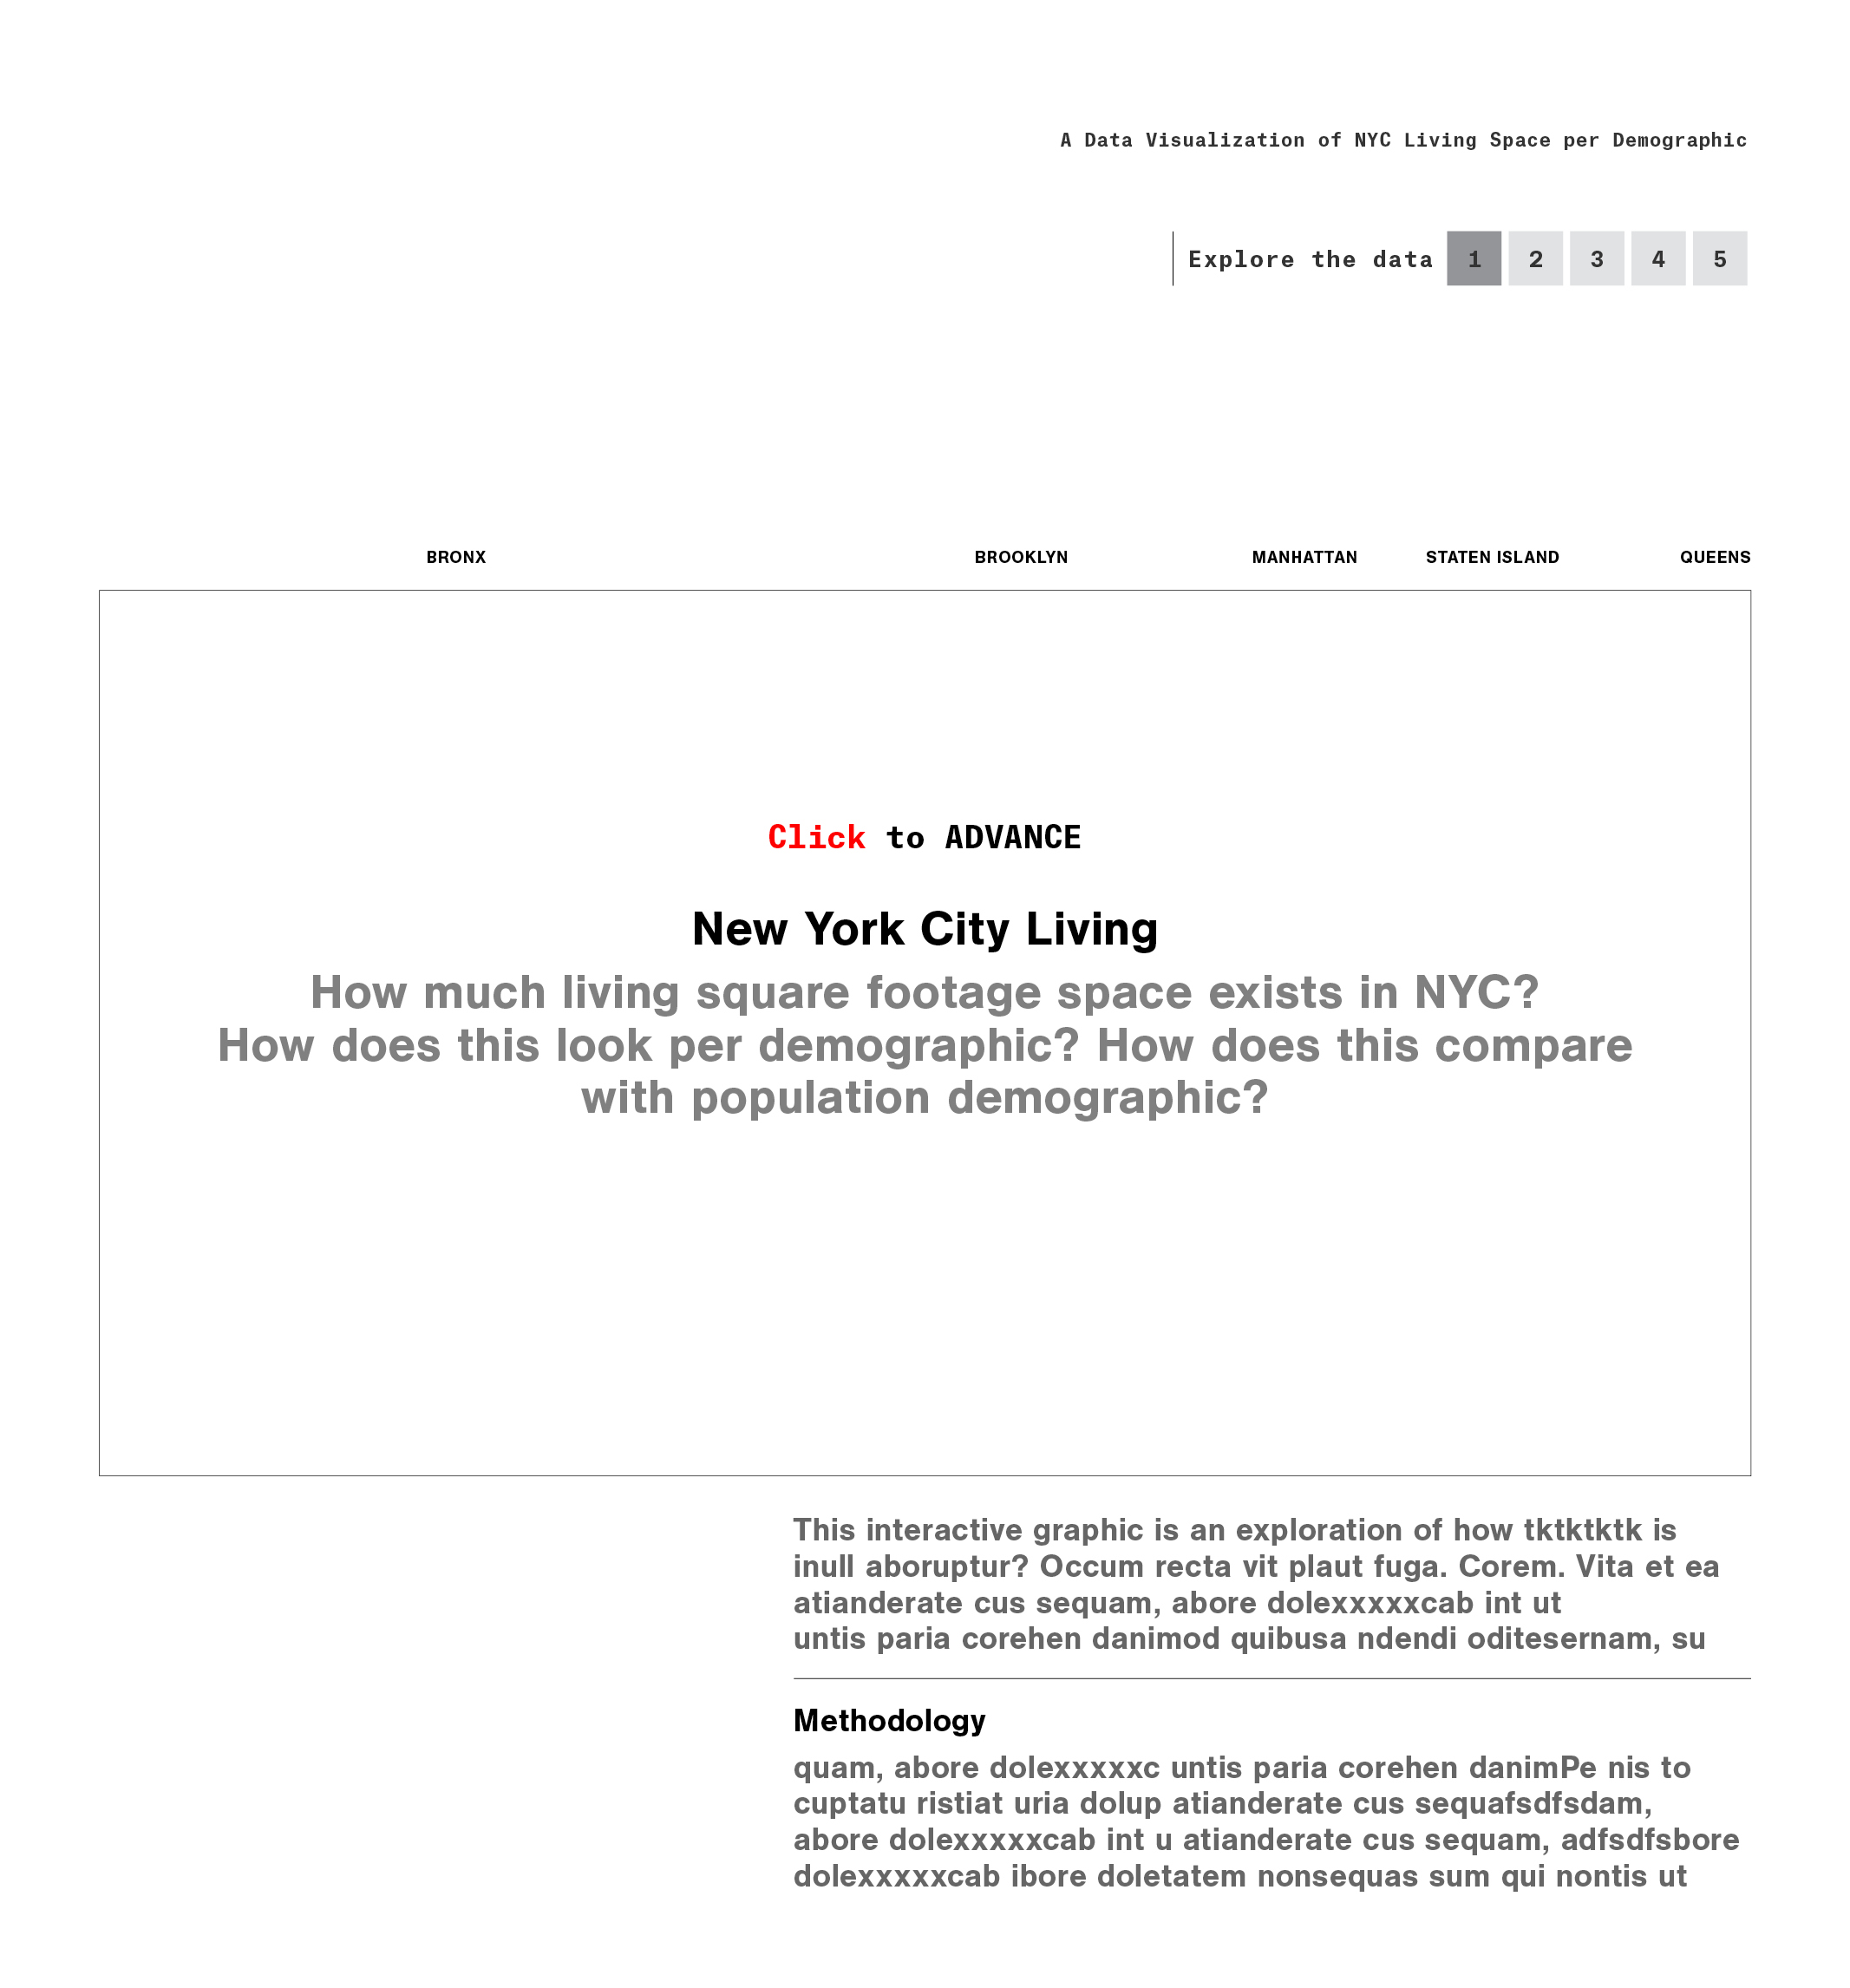 A Data Visualization of NYC Living Space per Demographic
Explore the data 1 2 3 4 5
BRONX BROOKLYN MANHATTAN STATEN ISLAND QUEENS
Click to ADVANCE
New York City Living
How much living square footage space exists in NYC?
How does this look per demographic? How does this compare
with population demographic?
This interactive graphic is an exploration of how tktktktk is
inull aboruptur? Occum recta vit plaut fuga. Corem. Vita et ea
atianderate cus sequam, abore dolexxxxxcab int ut
untis paria corehen danimod quibusa ndendi oditesernam, su
Methodology
quam, abore dolexxxxxc untis paria corehen danimPe nis to
cuptatu ristiat uria dolup atianderate cus sequafsdfsdam,
abore dolexxxxxcab int u atianderate cus sequam, adfsdfsbore
dolexxxxxcab ibore doletatem nonsequas sum qui nontis ut